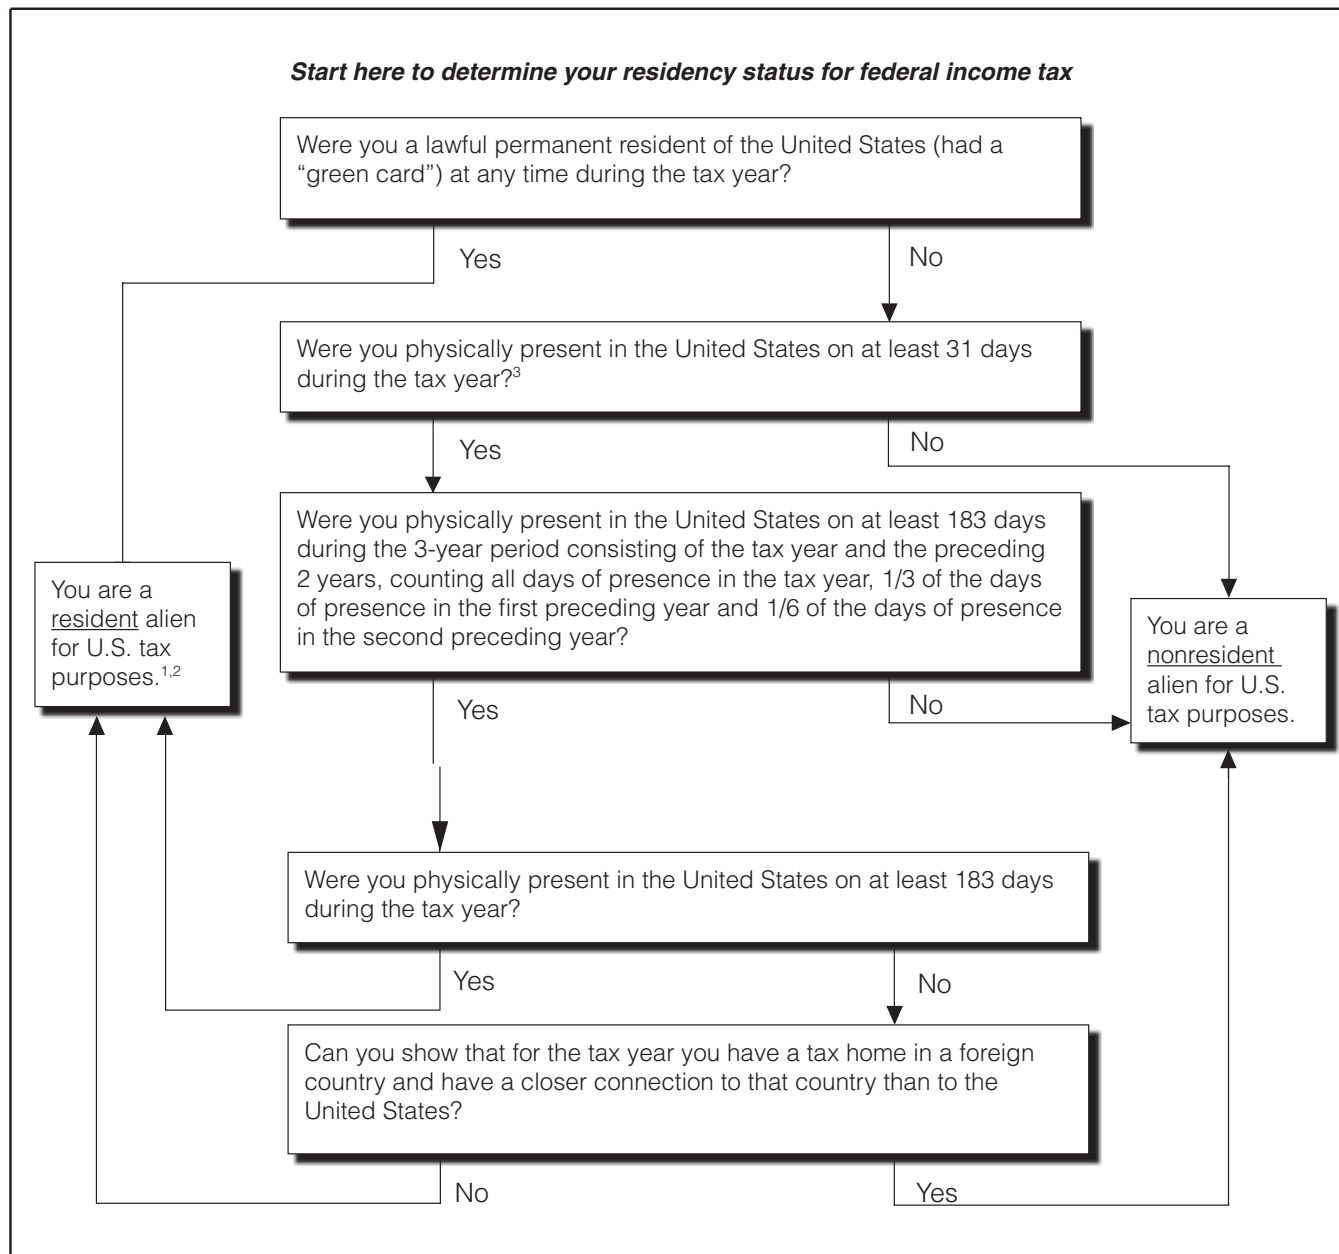 Start here to determine your residency status for federal income tax
Were you a lawful permanent resident of the United States (had a
“green card”) at any time during the tax year?
Yes
No
Were you physically present in the United States on at least 31 days
during the tax year?3
Yes
No
Were you physically present in the United States on at least 183 days
during the 3-year period consisting of the tax year and the preceding
2 years, counting all days of presence in the tax year, 1/3 of the days
of presence in the first preceding year and 1/6 of the days of presence
in the second preceding year?
You are a
resident alien
for U.S. tax
purposes.1,2
You are a
nonresident
alien for U.S.
tax purposes.
Yes
No
Were you physically present in the United States on at least 183 days
during the tax year?
Yes
No
Can you show that for the tax year you have a tax home in a foreign
country and have a closer connection to that country than to the
United States?
No
Yes